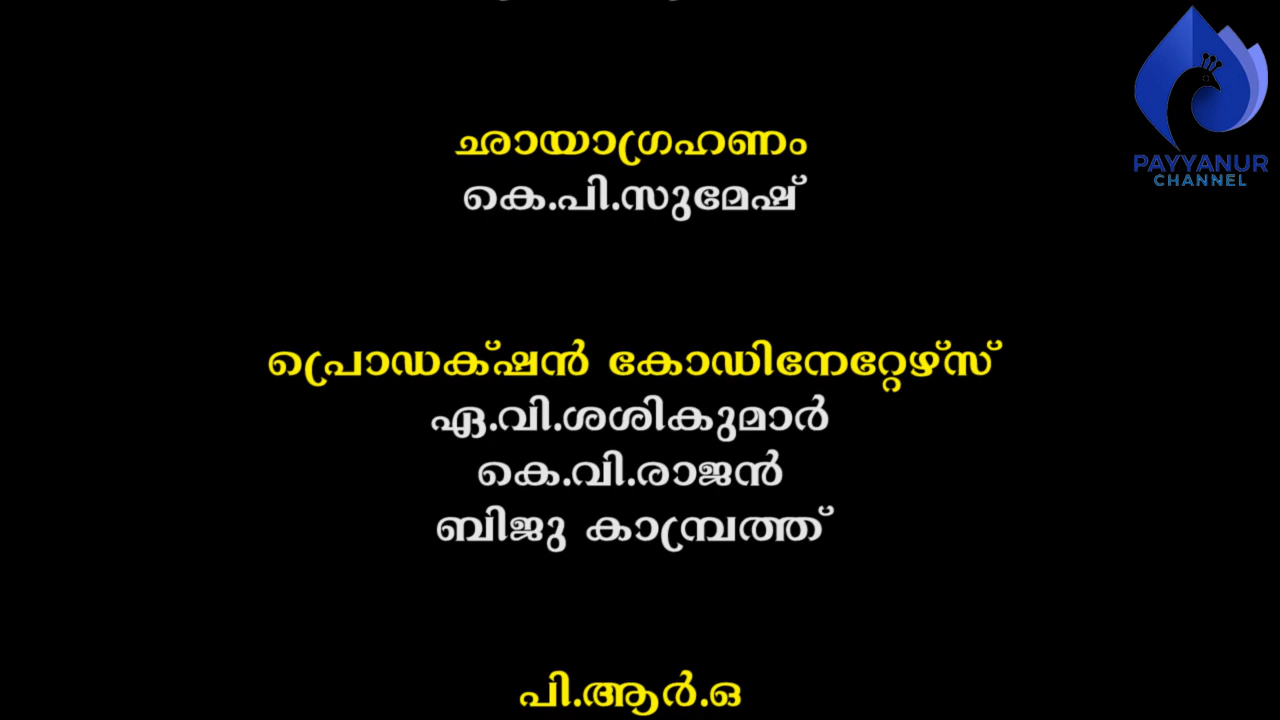 PAYYANUR
CHANNEL
ഛായാഗ്രഹണം
കെ.പി.സുമേഷ്
പ്രൊഡക്ഷൻ കോഡിനേറ്റേഴ്സ്
ഏ.വി.ശശികുമാർ
കെ.വി.രാജൻ
ബിജു കാമ്പ്രത്ത്
പി.ആർ.ഒ